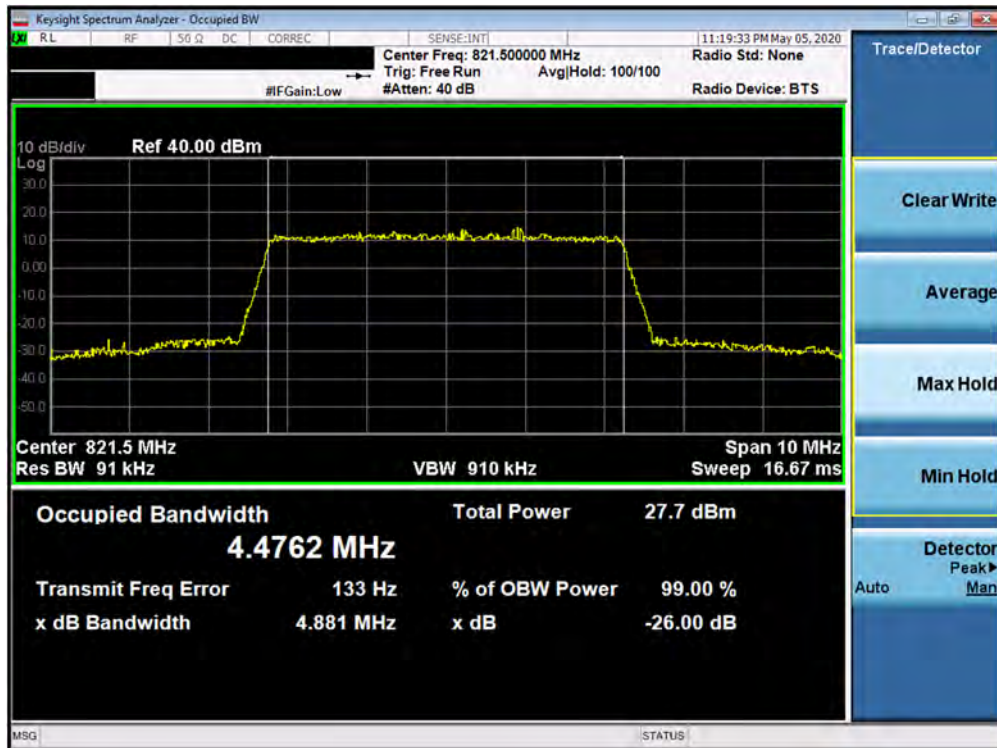 Keysight Spectrum Analyzer - Occupied BW
LXI RL RF 50 Ω DC CORREC SENSE:INT 11:19:33 PM May 05, 2020
Center Freq: 821.500000 MHz Radio Std: None
Trig: Free Run Avg|Hold: 100/100
#IFGain:Low #Atten: 40 dB Radio Device: BTS
10 dB/div Ref 40.00 dBm
Log
30.0
20.0
10.0
0.00
-10.0
-20.0
-30.0
-40.0
-50.0
Center 821.5 MHz Span 10 MHz
Res BW 91 kHz VBW 910 kHz Sweep 16.67 ms
Occupied Bandwidth Total Power 27.7 dBm
4.4762 MHz
Transmit Freq Error 133 Hz % of OBW Power 99.00 %
x dB Bandwidth 4.881 MHz x dB -26.00 dB
MSG STATUS
Trace/Detector
Clear Write
Average
Max Hold
Min Hold
Detector
Peak▶
Auto Man